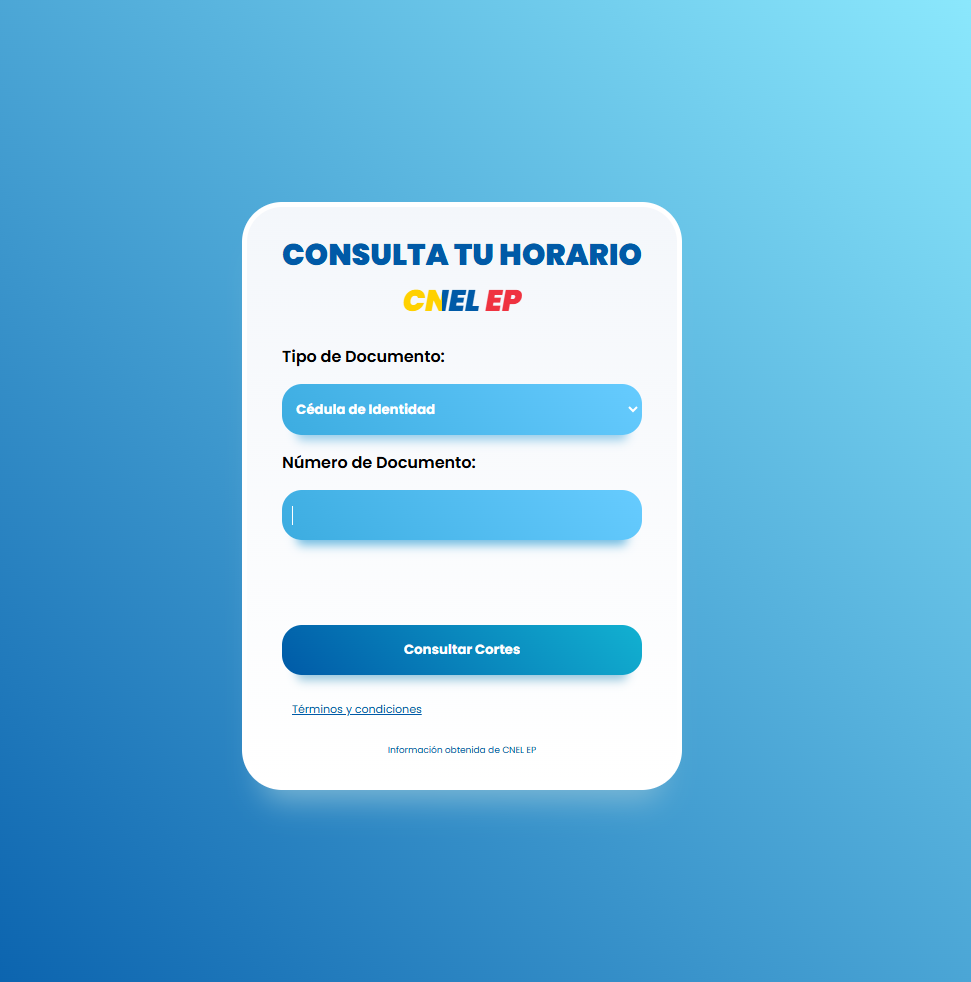 CONSULTA TU HORARIO
CNEL EP
Tipo de Documento:
Cédula de Identidad
Número de Documento:
Consultar Cortes
Términos y condiciones
Información obtenida de CNEL EP